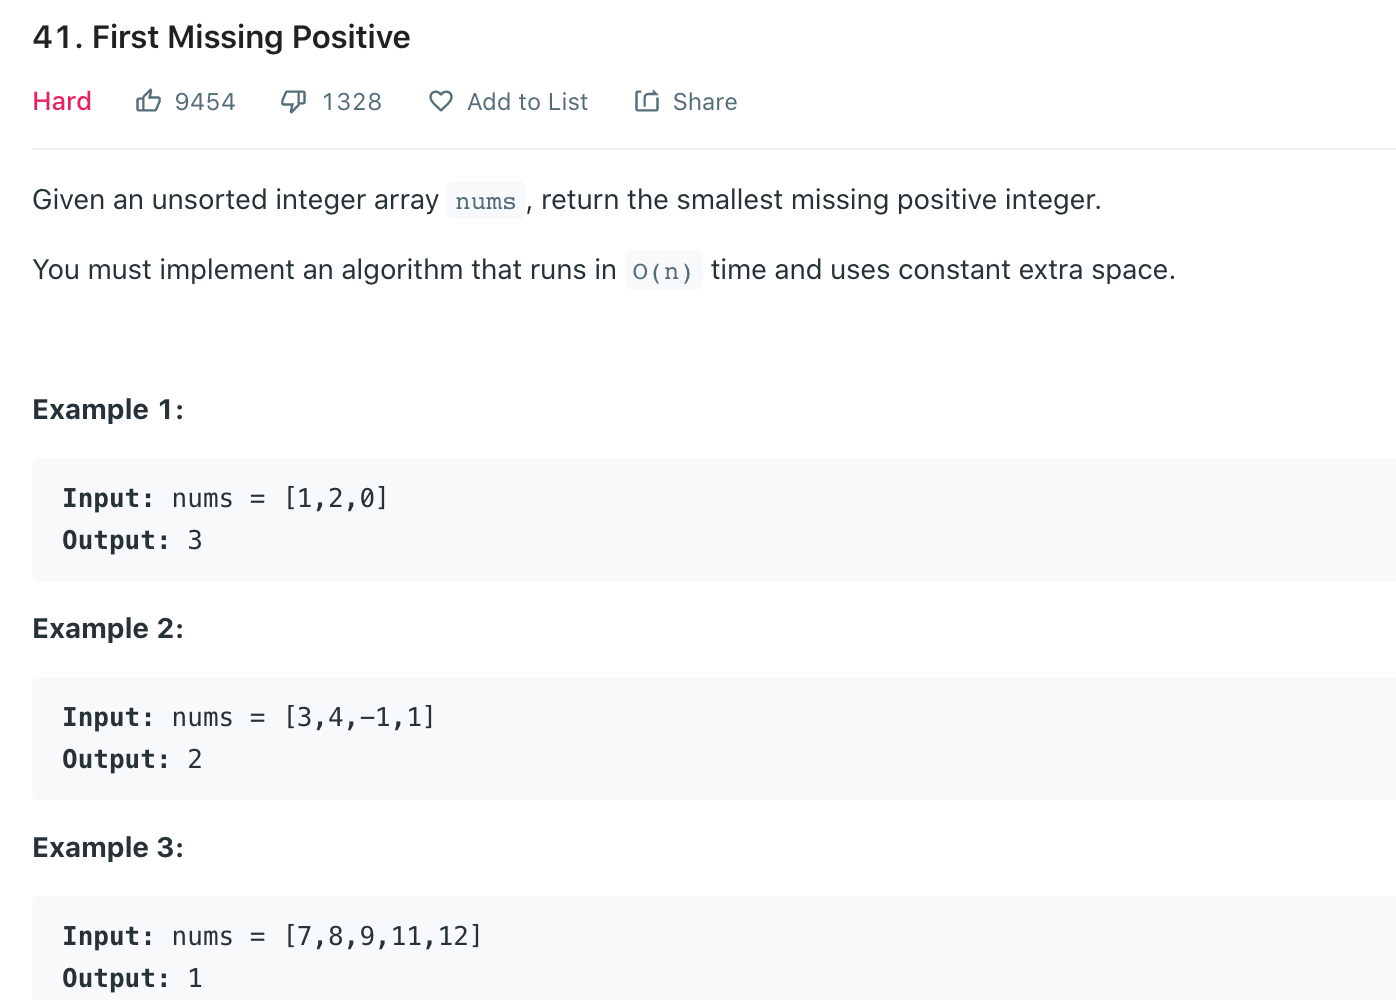 41. First Missing Positive
Hard 9454 1328 Add to List Share
Given an unsorted integer array nums, return the smallest missing positive integer.
You must implement an algorithm that runs in O(n) time and uses constant extra space.
Example 1:
Input: nums = [1,2,0]
Output: 3
Example 2:
Input: nums = [3,4,−1,1]
Output: 2
Example 3:
Input: nums = [7,8,9,11,12]
Output: 1